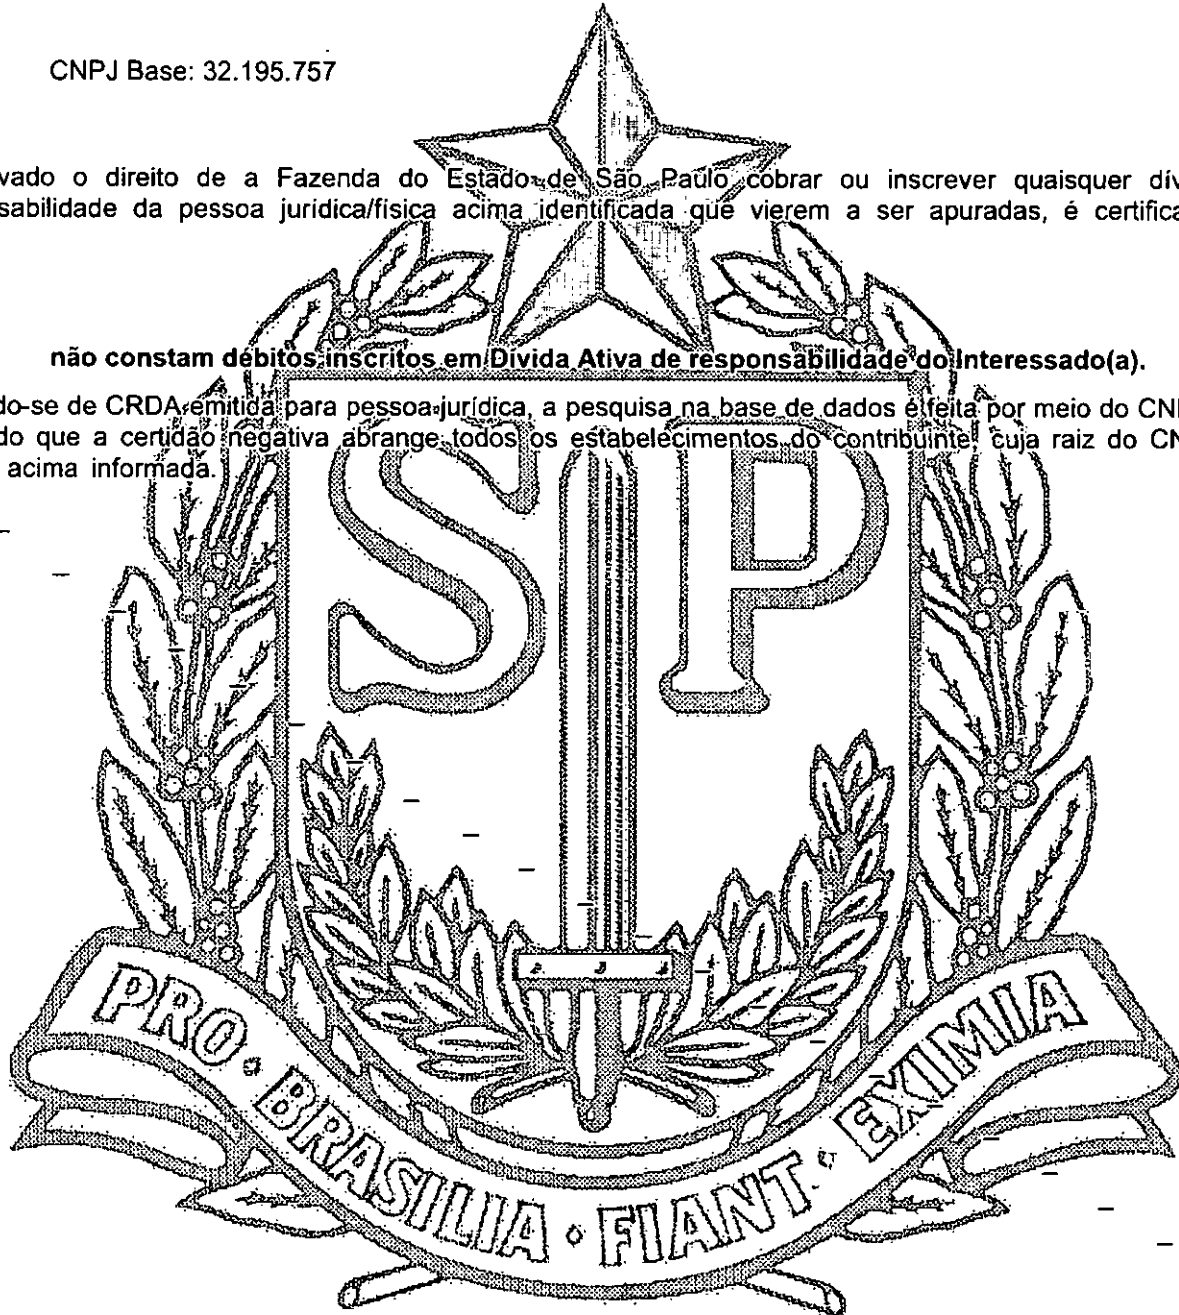 CNPJ Base: 32.195.757
vado o direito de a Fazenda do Estado de São Paulo cobrar ou inscrever quaisquer dív
sabilidade da pessoa jurídica/física acima identificada que vierem a ser apuradas, é certifica
não constam débitos inscritos em Dívida Ativa de responsabilidade do Interessado(a).
do-se de CRDA emitida para pessoa jurídica, a pesquisa na base de dados é feita por meio do CN
do que a certidão negativa abrange todos os estabelecimentos do contribuinte, cuja raiz do CN
acima informada.
SP
PRO • BRASILIA • FIANT • EXIMIA